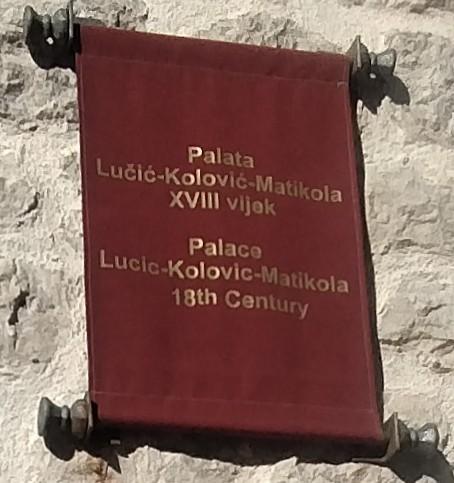 Palata
Lučić-Kolović-Matikola
XVIII vijek
Palace
Lucic-Kolovic-Matikola
18th Century